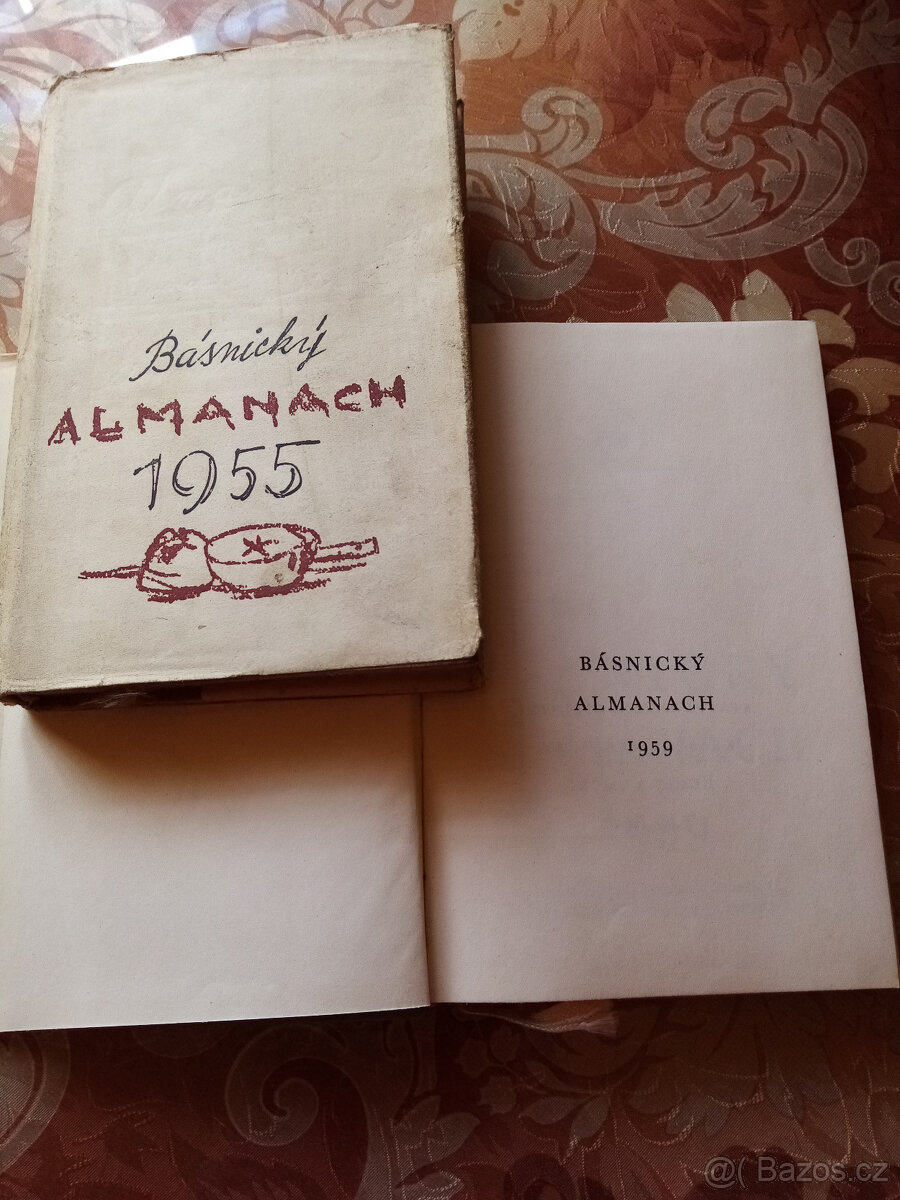 Básnický
ALMANACH
1955
BÁSNICKÝ
ALMANACH
1959
@( Bazos.cz